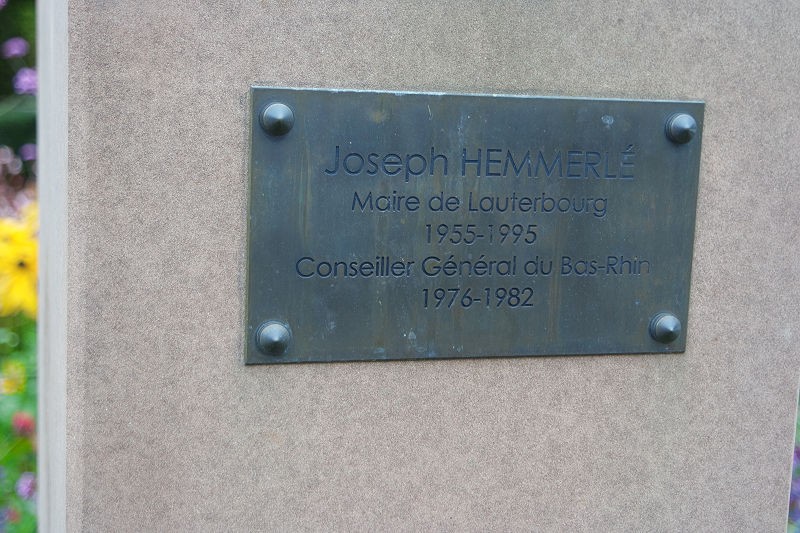 Joseph HEMMERLÉ
Maire de Lauterbourg
1955-1995
Conseiller Général du Bas-Rhin
1976-1982